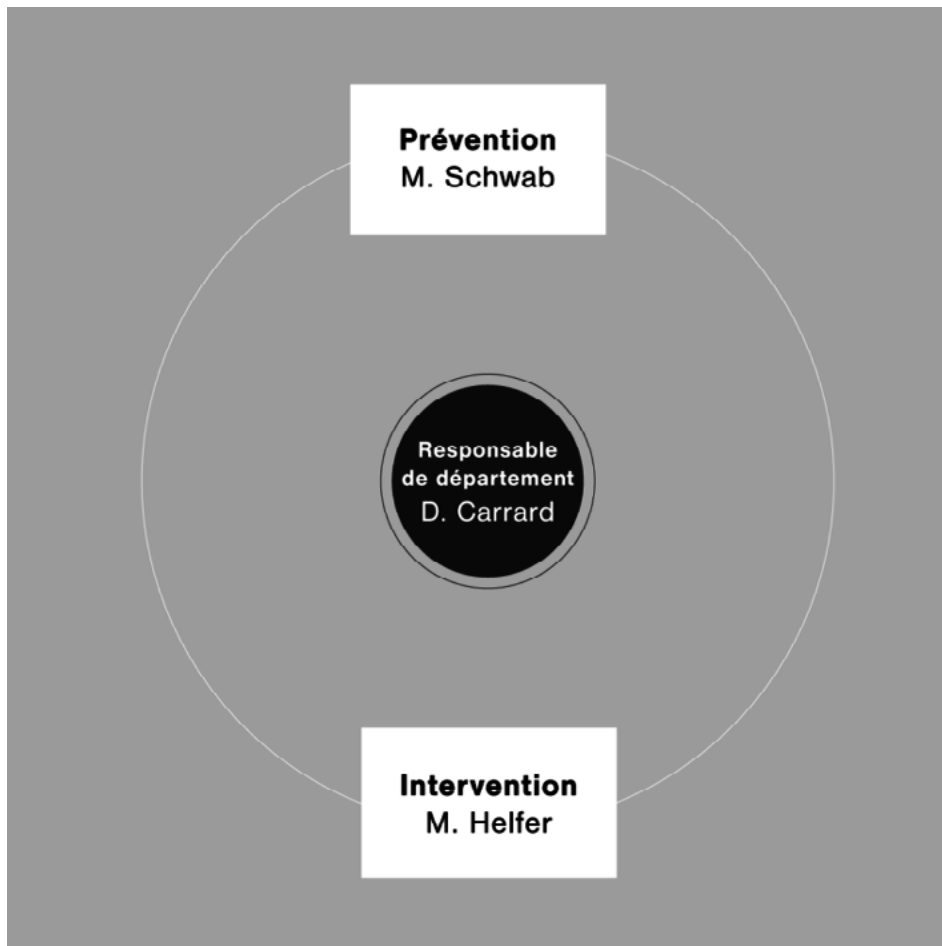 Prévention
M. Schwab
Responsable
de département
D. Carrard
Intervention
M. Helfer